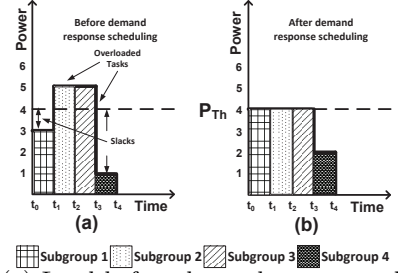 Power
Before demand
response scheduling
Overloaded
Tasks
6
5
4
3
2
1
Slacks
t0 t1 t2 t3 t4 Time
(a)
Power
After demand
response scheduling
6
5
PTh 4
3
2
1
t0 t1 t2 t3 t4 Time
(b)
Subgroup 1 Subgroup 2 Subgroup 3 Subgroup 4